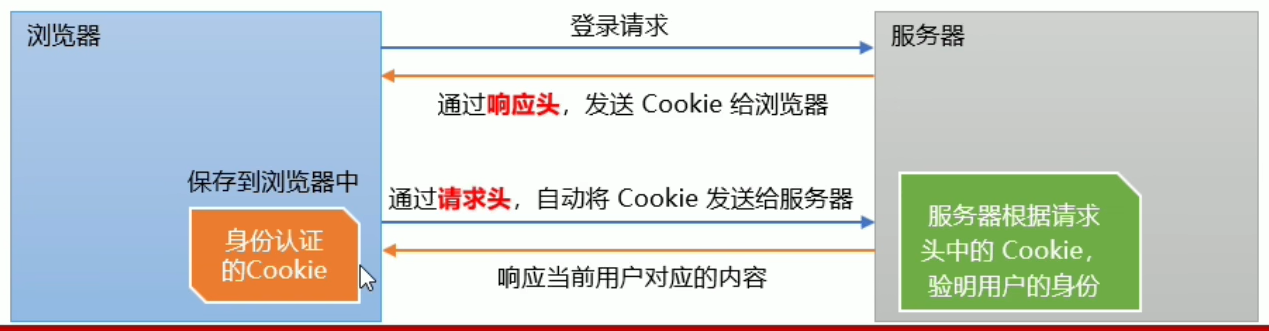 浏览器
登录请求
服务器
通过响应头，发送 Cookie 给浏览器
保存到浏览器中
通过请求头，自动将 Cookie 发送给服务器
身份认证
的Cookie
服务器根据请求
头中的 Cookie，
验明用户的身份
响应当前用户对应的内容